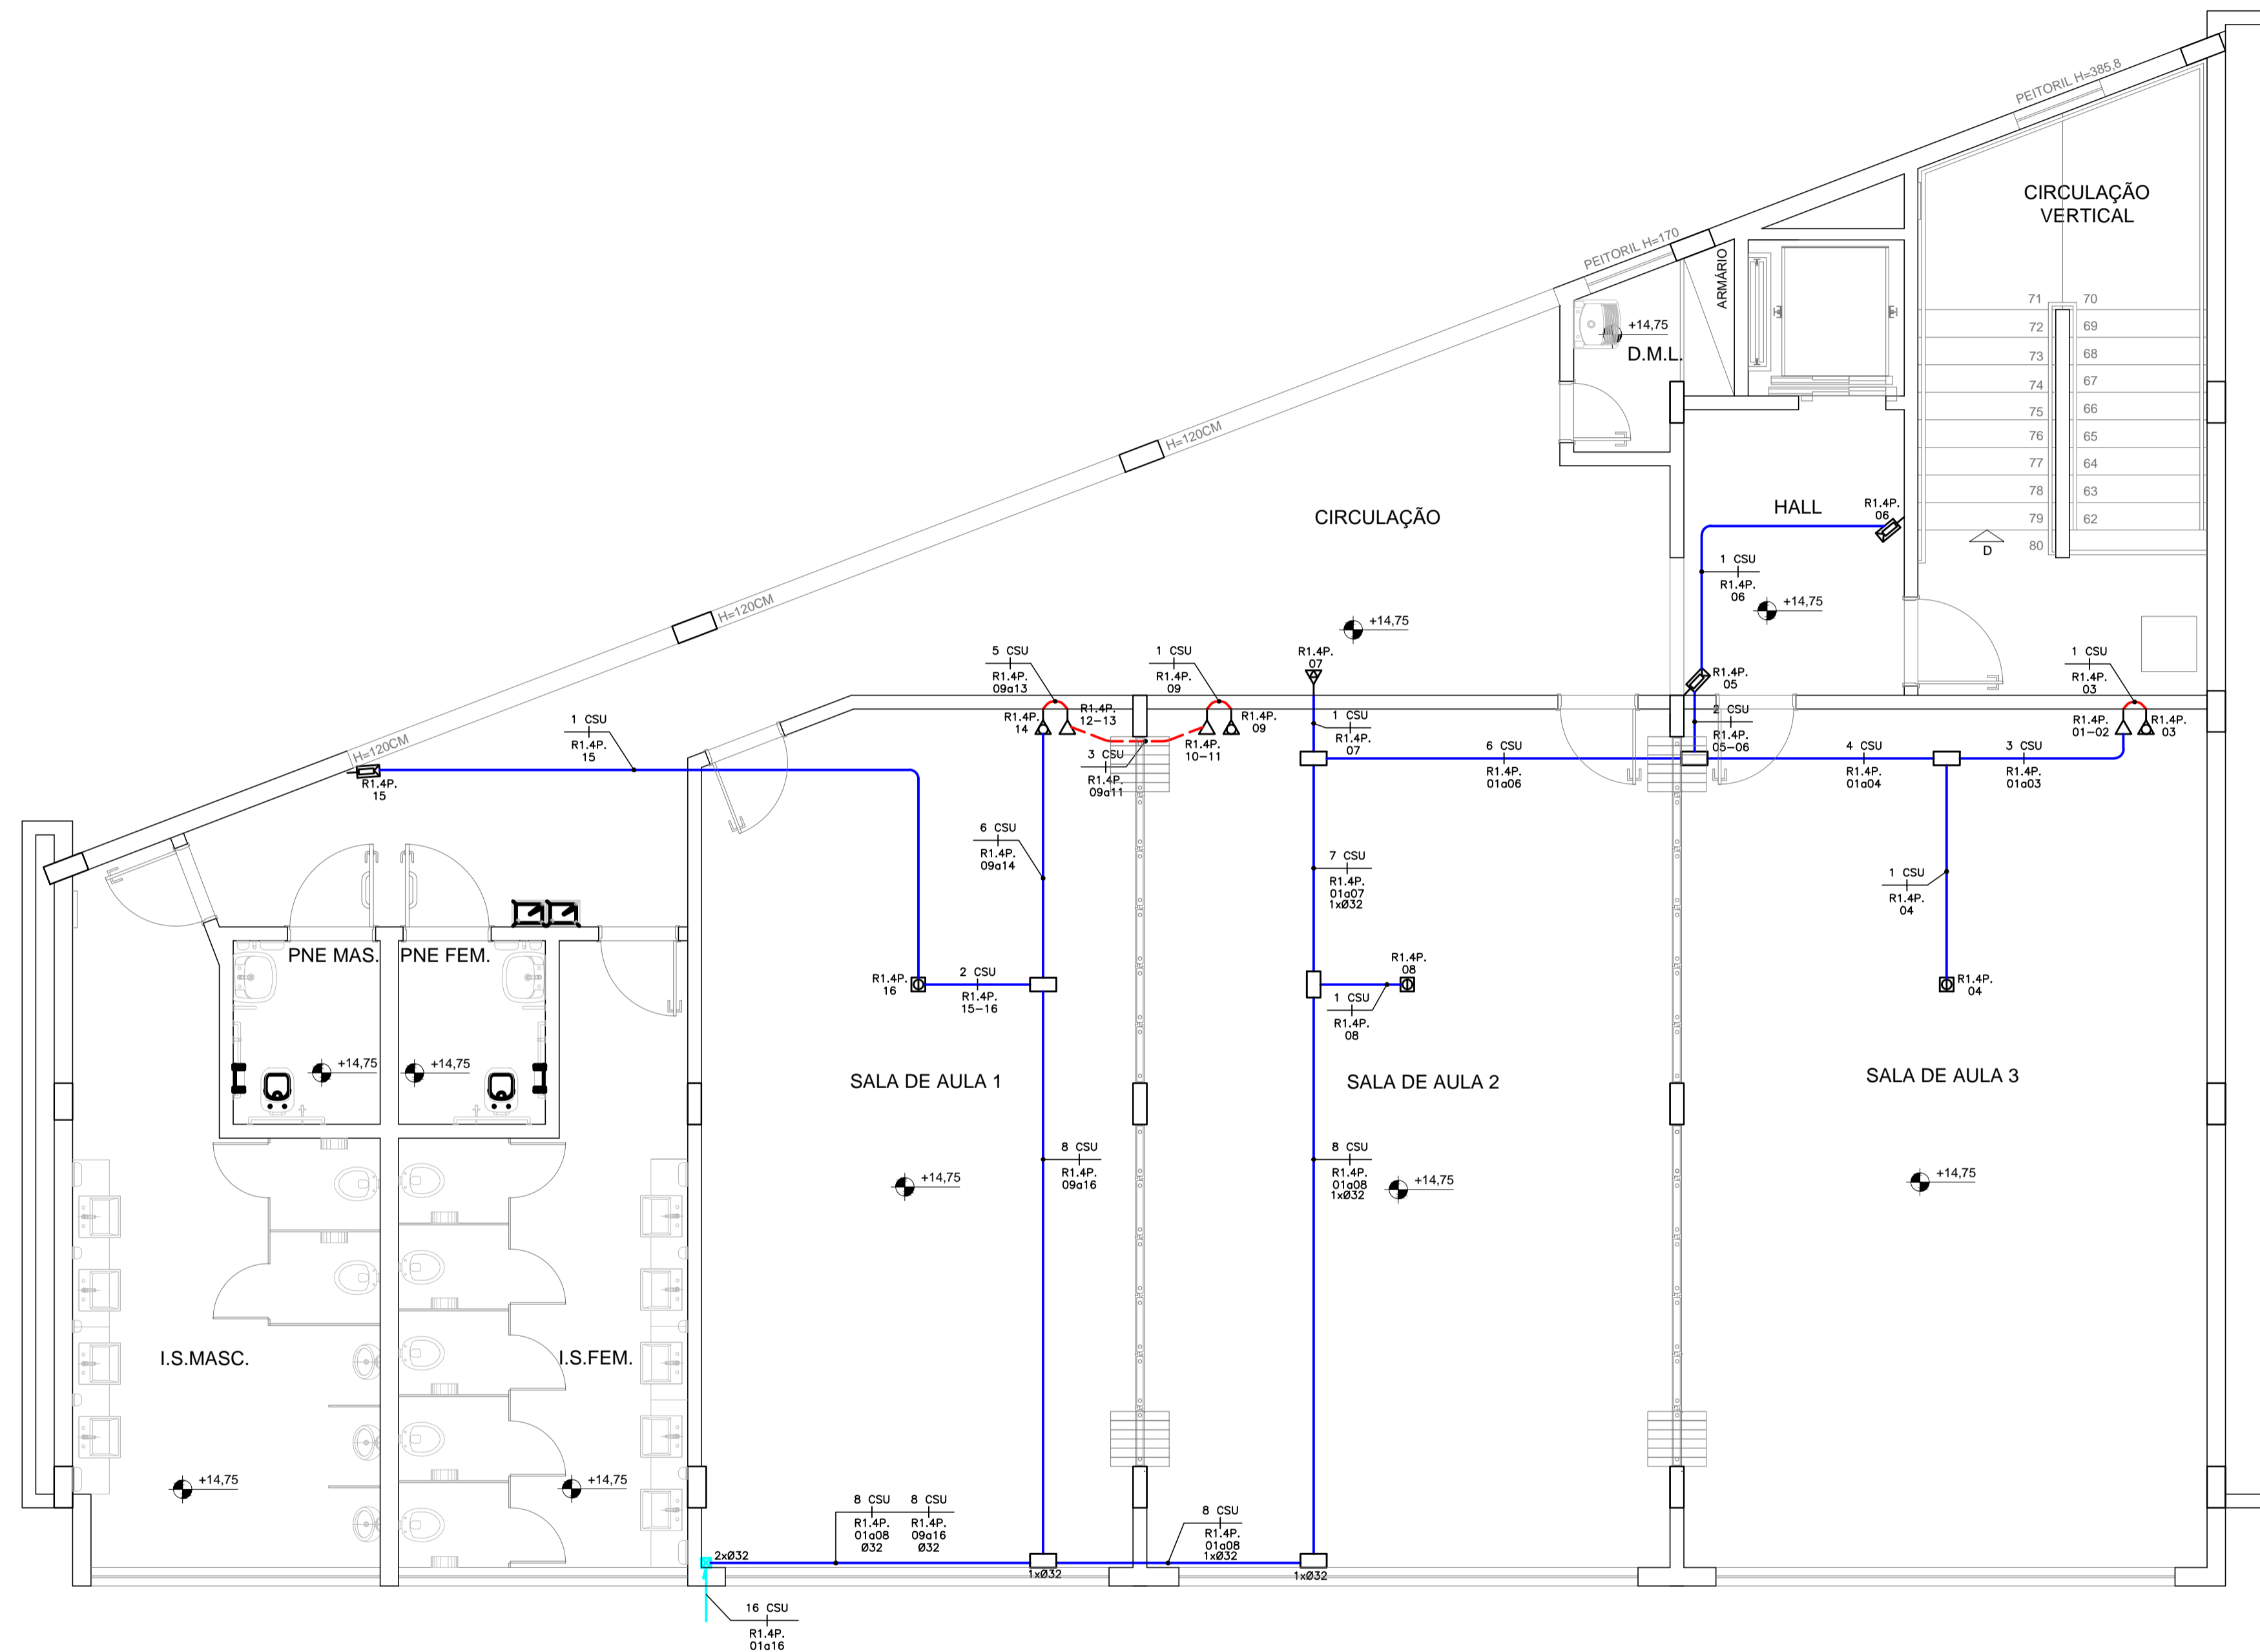 PEITORIL H=385,8
CIRCULAÇÃO
VERTICAL
PEITORIL H=170
ARMÁRIO
71
70
72
69
73
68
74
67
75
66
76
65
77
64
78
63
79
62
80
D
+14,75
D.M.L.
H=120CM
CIRCULAÇÃO
HALL
R1.4P.
06
1 CSU
R1.4P.
06
+14,75
+14,75
H=120CM
R1.4P.
07
R1.4P.
05
5 CSU
R1.4P.
09a13
1 CSU
R1.4P.
09
1 CSU
R1.4P.
03
R1.4P.
14
R1.4P.
12-13
R1.4P.
10-11
R1.4P.
09
1 CSU
R1.4P.
07
2 CSU
R1.4P.
05-06
R1.4P.
01-02
R1.4P.
03
1 CSU
R1.4P.
15
H=120CM
R1.4P.
15
3 CSU
R1.4P.
09a11
6 CSU
R1.4P.
01a06
4 CSU
R1.4P.
01a04
3 CSU
R1.4P.
01a03
6 CSU
R1.4P.
09a14
7 CSU
R1.4P.
01a07
1xØ32
1 CSU
R1.4P.
04
PNE MAS.
PNE FEM.
R1.4P.
16
2 CSU
R1.4P.
15-16
R1.4P.
08
1 CSU
R1.4P.
08
R1.4P.
04
+14,75
+14,75
SALA DE AULA 1
SALA DE AULA 2
SALA DE AULA 3
8 CSU
R1.4P.
09a16
8 CSU
R1.4P.
01a08
1xØ32
+14,75
+14,75
+14,75
I.S.MASC.
I.S.FEM.
+14,75
+14,75
8 CSU
R1.4P.
01a08
Ø32
8 CSU
R1.4P.
09a16
Ø32
8 CSU
R1.4P.
01a08
1xØ32
2xØ32
1xØ32
1xØ32
16 CSU
R1.4P.
01a16